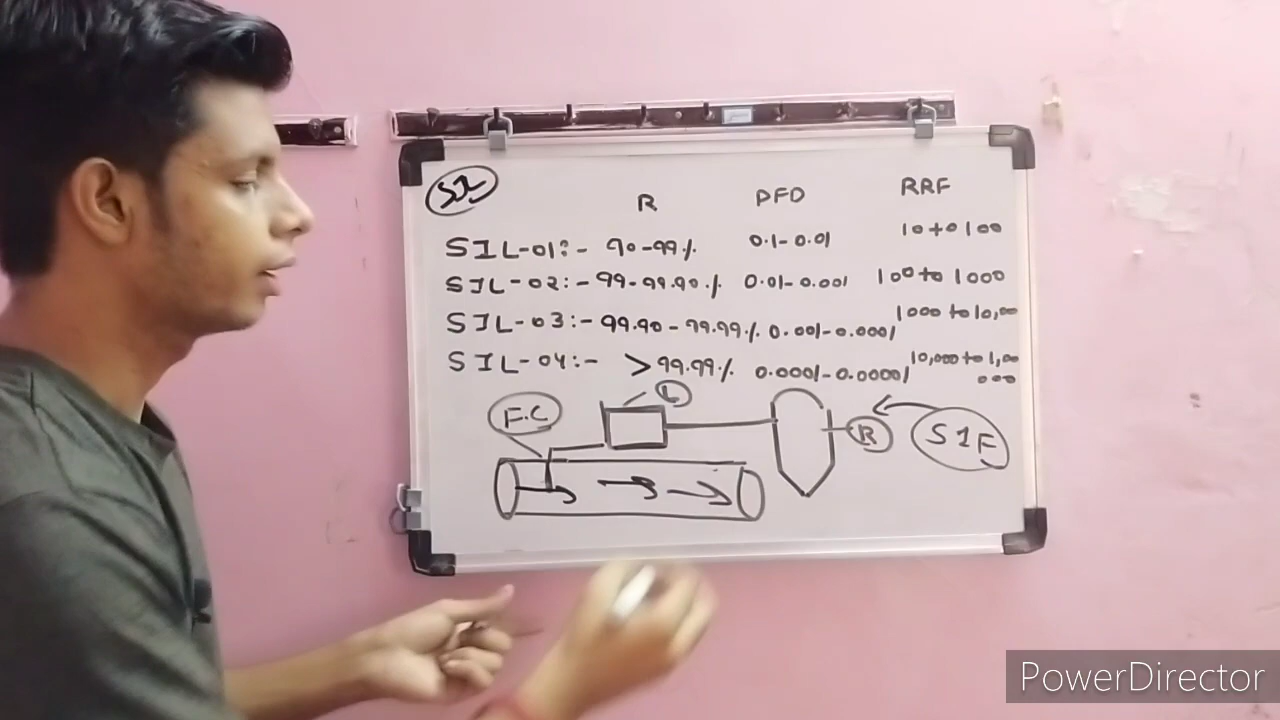 SIL
R PFD RRF
SIL-01:- 90-99% 0.1-0.01 10 to 100
SIL-02:- 99-99.90% 0.01-0.001 100 to 1000
SIL-03:- 99.90-99.99% 0.001-0.0001 1000 to 10,00
SIL-04:- >99.99% 0.0001-0.00001 10,000 to 1,00
000
F.C L R SIF
PowerDirector